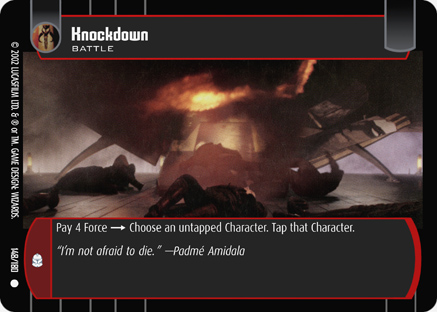 Knockdown
BATTLE
Pay 4 Force → Choose an untapped Character. Tap that Character.
“I’m not afraid to die.” —Padmé Amidala
© 2002 LUCASFILM LTD. & ® or TM. GAME DESIGN: WIZARDS.
148/180